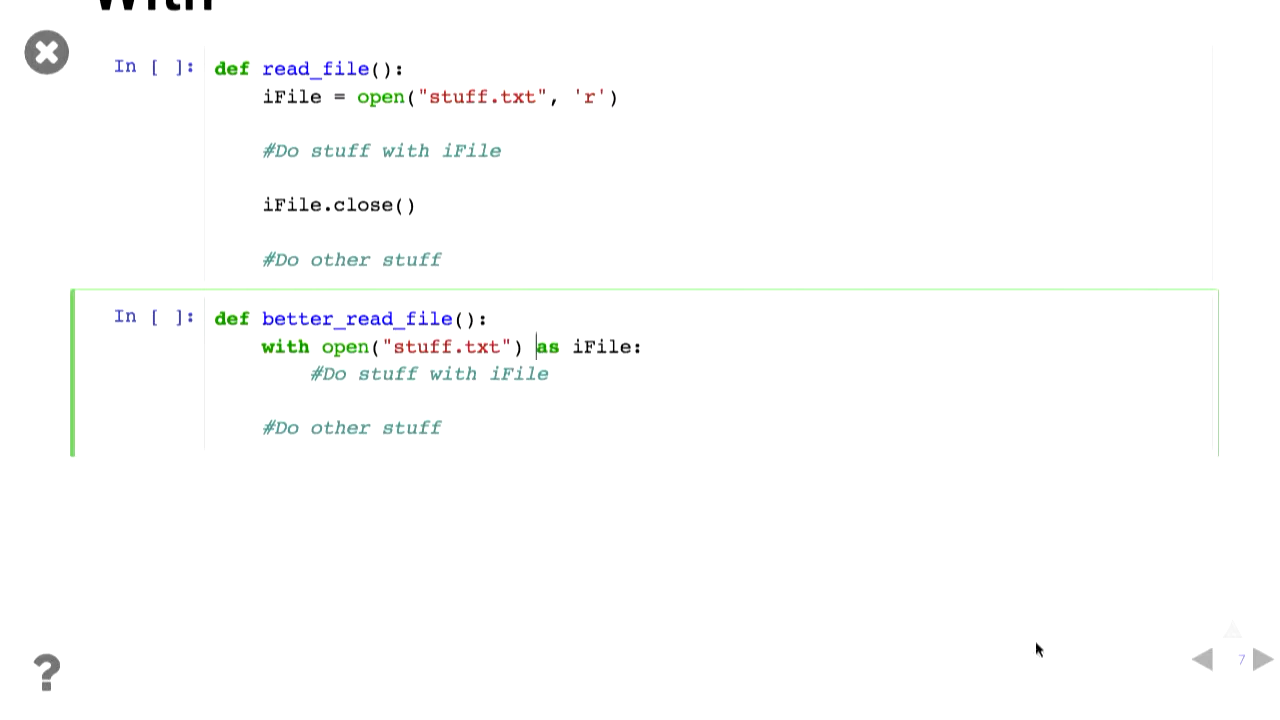 With
In [ ]: def read_file():
iFile = open("stuff.txt", 'r')
#Do stuff with iFile
iFile.close()
#Do other stuff
In [ ]: def better_read_file():
with open("stuff.txt") as iFile:
#Do stuff with iFile
#Do other stuff
?
7